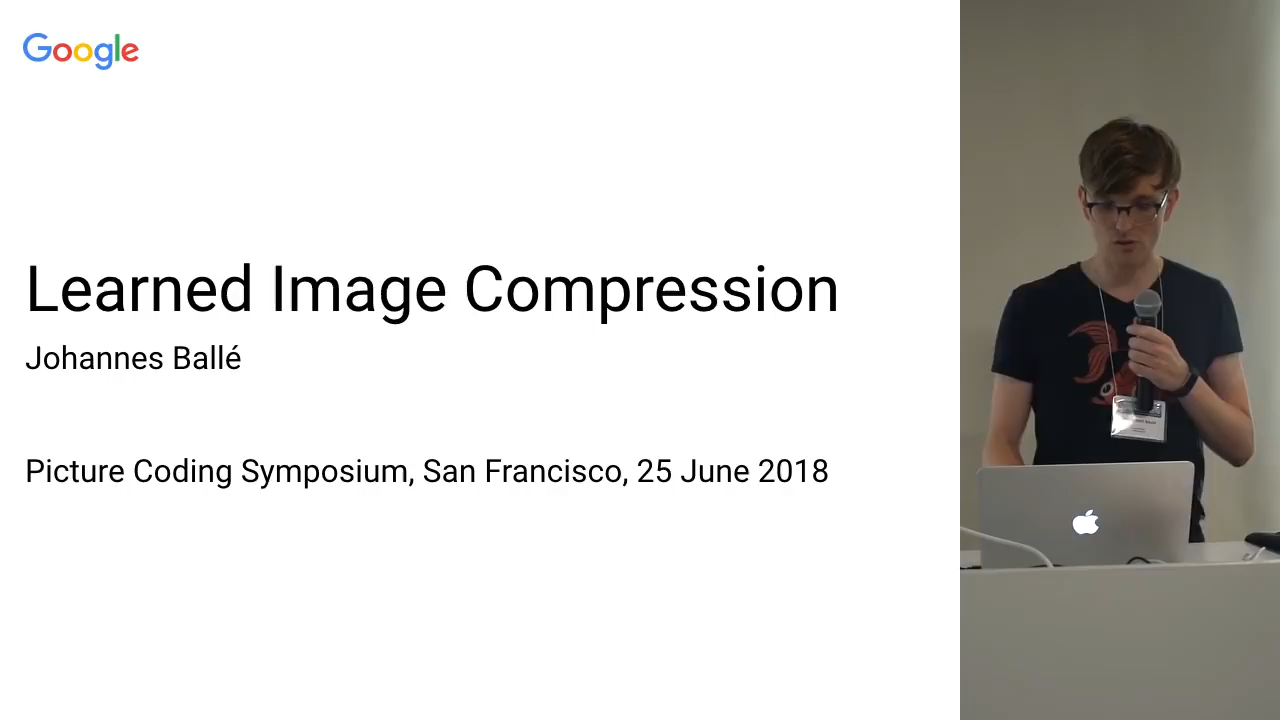 Google
Learned Image Compression
Johannes Ballé
Picture Coding Symposium, San Francisco, 25 June 2018